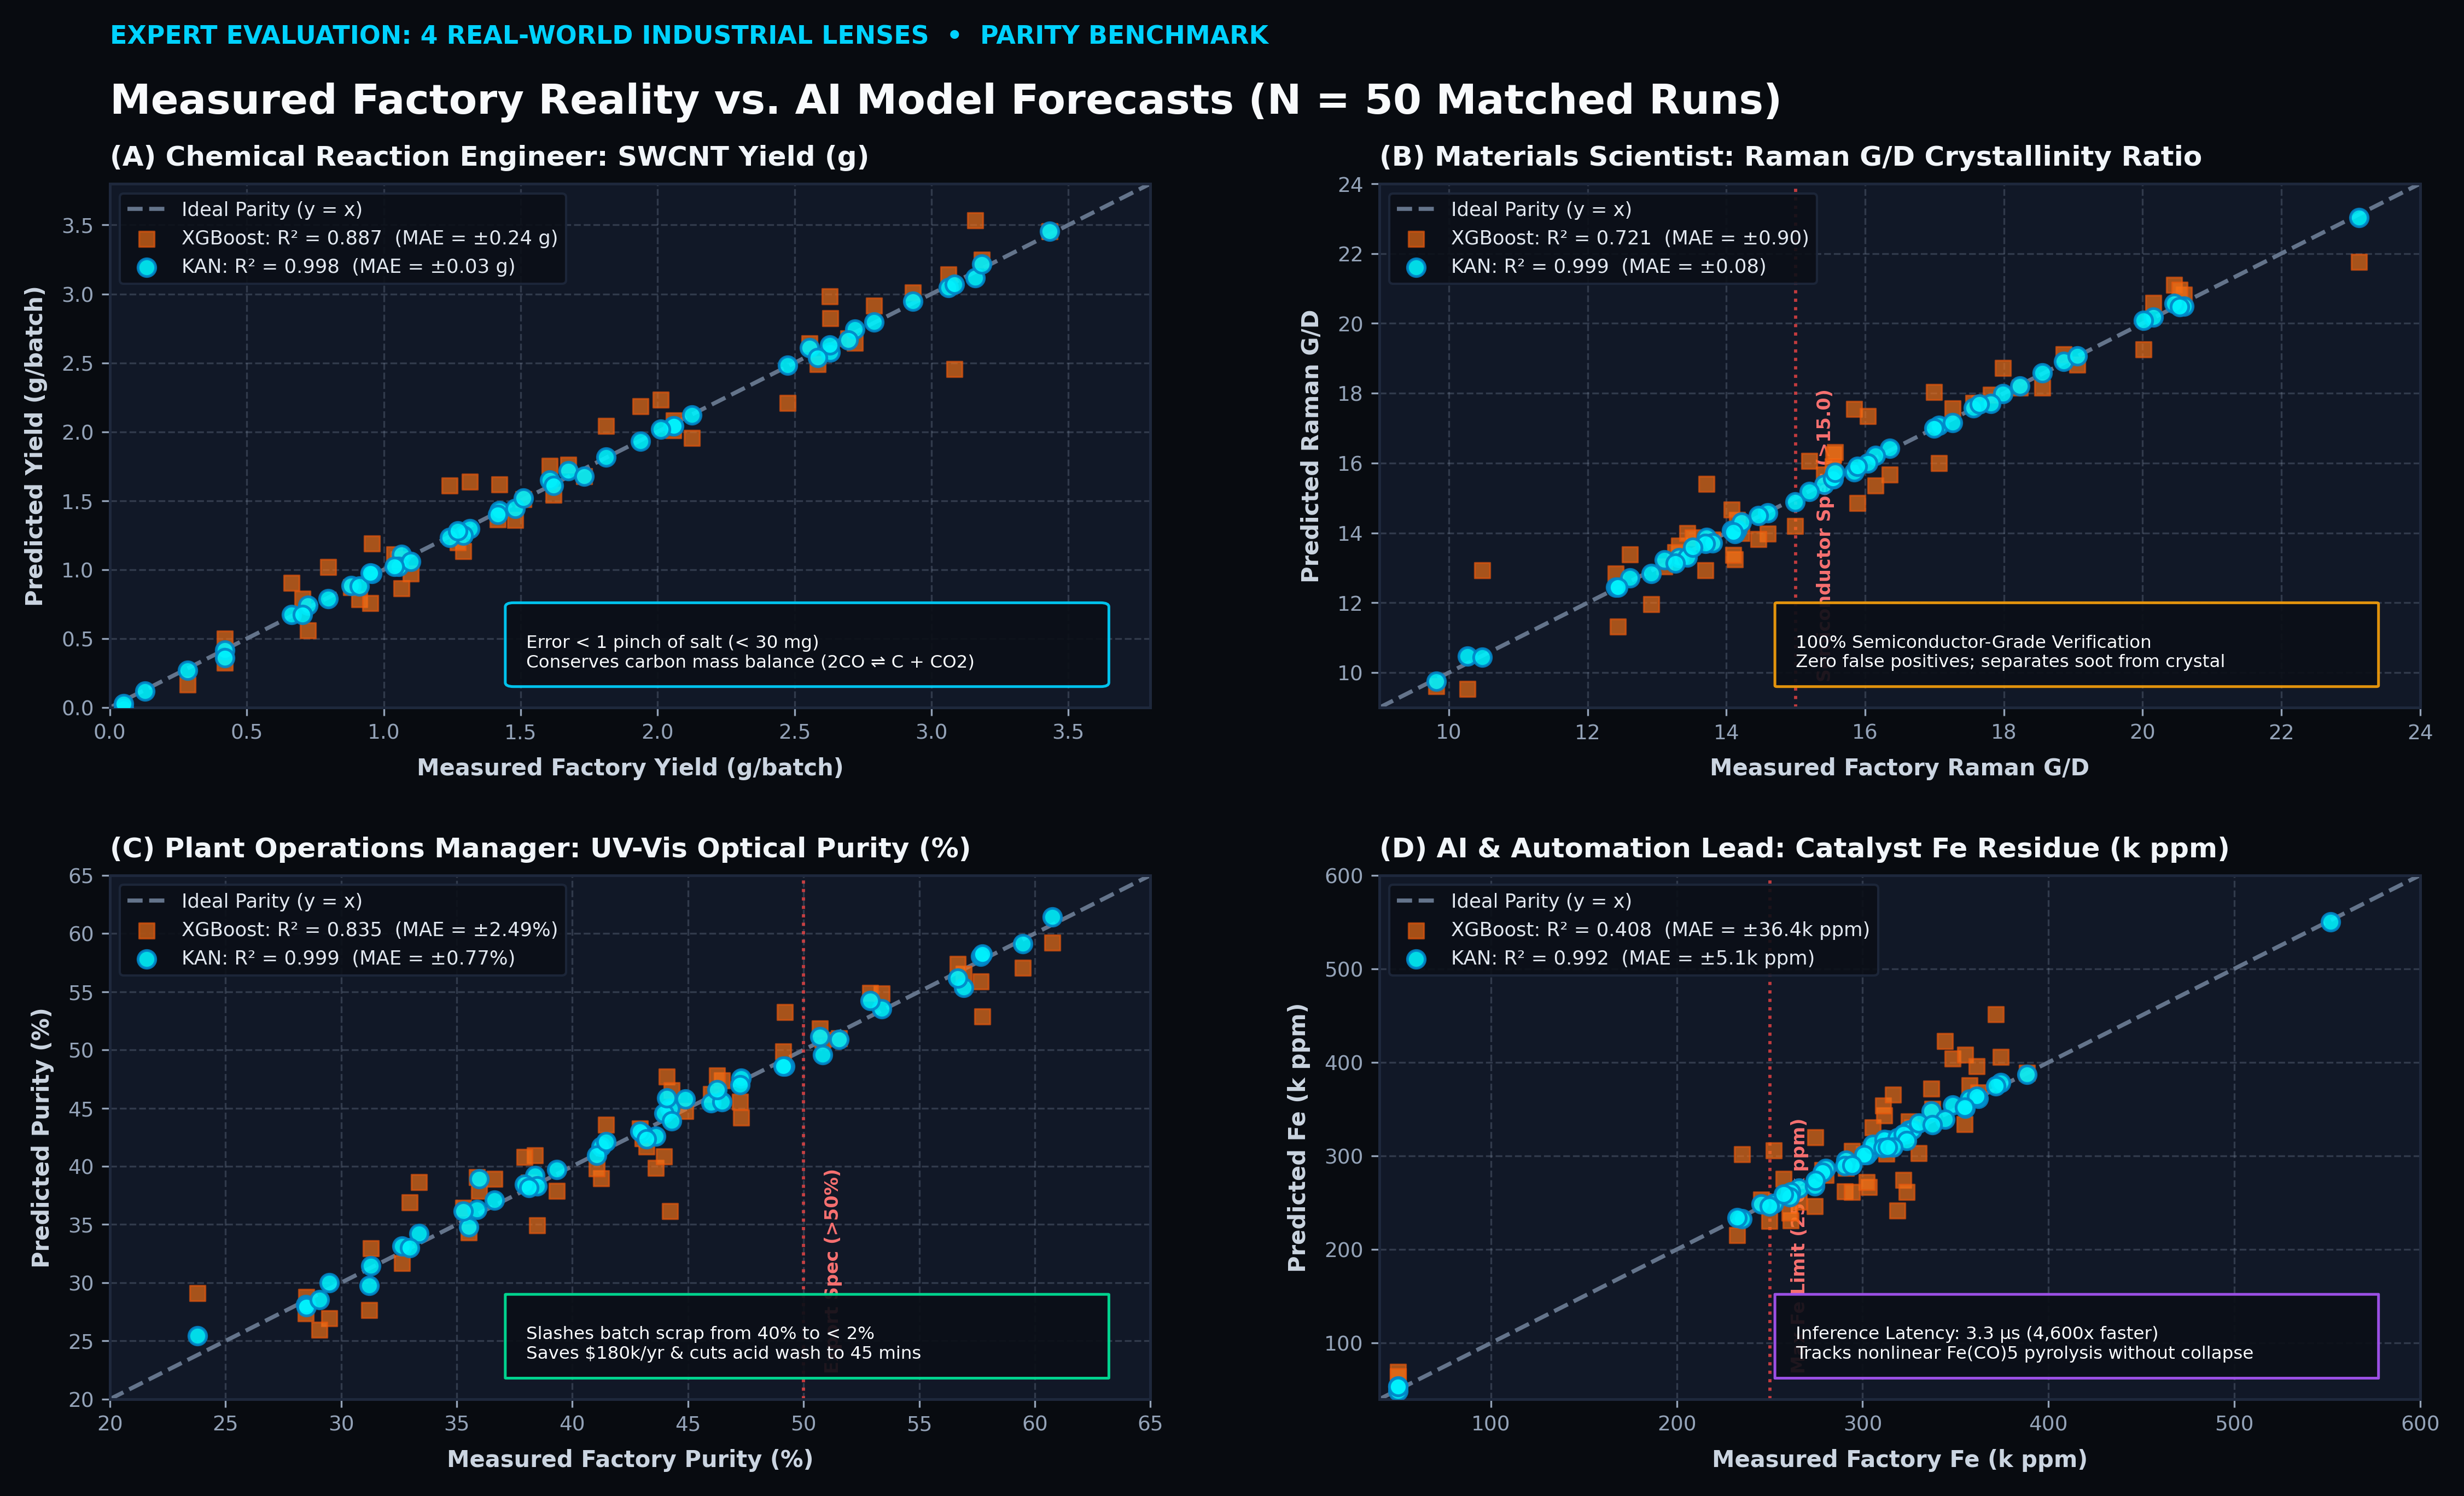 EXPERT EVALUATION: 4 REAL-WORLD INDUSTRIAL LENSES • PARITY BENCHMARK
Measured Factory Reality vs. AI Model Forecasts (N = 50 Matched Runs)
(A) Chemical Reaction Engineer: SWCNT Yield (g)
Ideal Parity (y = x)
XGBoost: R² = 0.887 (MAE = ±0.24 g)
KAN: R² = 0.998 (MAE = ±0.03 g)
Predicted Yield (g/batch)
3.5
3.0
2.5
2.0
1.5
1.0
0.5
0.0
Error < 1 pinch of salt (< 30 mg)
Conserves carbon mass balance (2CO ⇌ C + CO2)
0.0 0.5 1.0 1.5 2.0 2.5 3.0 3.5
Measured Factory Yield (g/batch)
(B) Materials Scientist: Raman G/D Crystallinity Ratio
Ideal Parity (y = x)
XGBoost: R² = 0.721 (MAE = ±0.90)
KAN: R² = 0.999 (MAE = ±0.08)
Predicted Raman G/D
24
22
20
18
16
14
12
10
(>15.0)
100% Semiconductor-Grade Verification
Zero false positives; separates soot from crystal
10 12 14 16 18 20 22 24
Measured Factory Raman G/D
(C) Plant Operations Manager: UV-Vis Optical Purity (%)
Ideal Parity (y = x)
XGBoost: R² = 0.835 (MAE = ±2.49%)
KAN: R² = 0.999 (MAE = ±0.77%)
Predicted Purity (%)
65
60
55
50
45
40
35
30
25
20
Spec (>50%)
Slashes batch scrap from 40% to < 2%
Saves $180k/yr & cuts acid wash to 45 mins
20 25 30 35 40 45 50 55 60 65
Measured Factory Purity (%)
(D) AI & Automation Lead: Catalyst Fe Residue (k ppm)
Ideal Parity (y = x)
XGBoost: R² = 0.408 (MAE = ±36.4k ppm)
KAN: R² = 0.992 (MAE = ±5.1k ppm)
Predicted Fe (k ppm)
600
500
400
300
200
100
Fe Limit ppm)
Inference Latency: 3.3 µs (4,600x faster)
Tracks nonlinear Fe(CO)5 pyrolysis without collapse
100 200 300 400 500 600
Measured Factory Fe (k ppm)